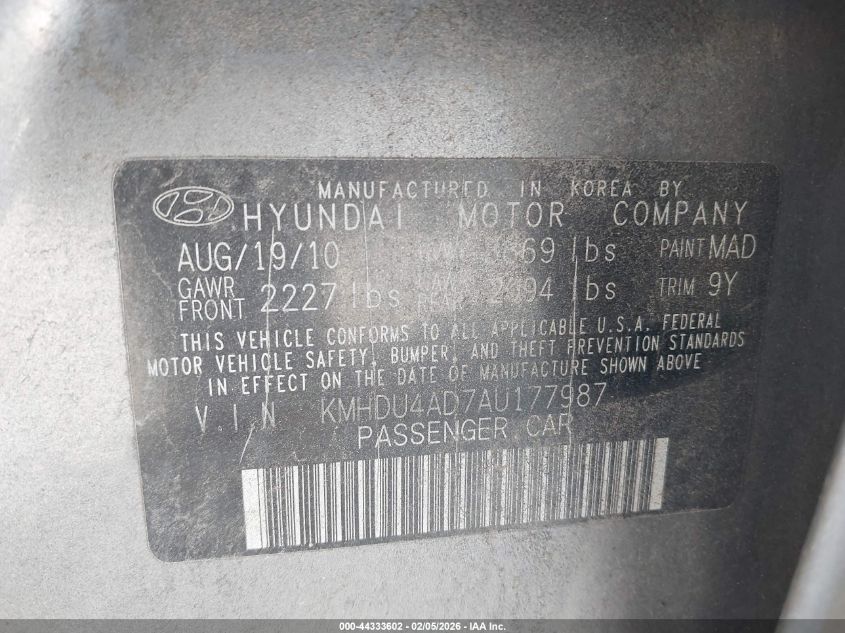 MANUFACTURED IN KOREA BY
HYUNDAI MOTOR COMPANY
AUG/19/10 lbs PAINT MAD
GAWR FRONT 2227 lbs lbs TRIM 9Y
THIS VEHICLE CONFORMS TO ALL APPLICABLE U.S.A. FEDERAL
MOTOR VEHICLE SAFETY, BUMPER, AND THEFT PREVENTION STANDARDS
IN EFFECT ON THE DATE OF MANUFACTURE SHOWN ABOVE
V.I.N KMHDU4AD7AU177987
PASSENGER CAR
000-44333602 - 02/05/2026 - IAA Inc.